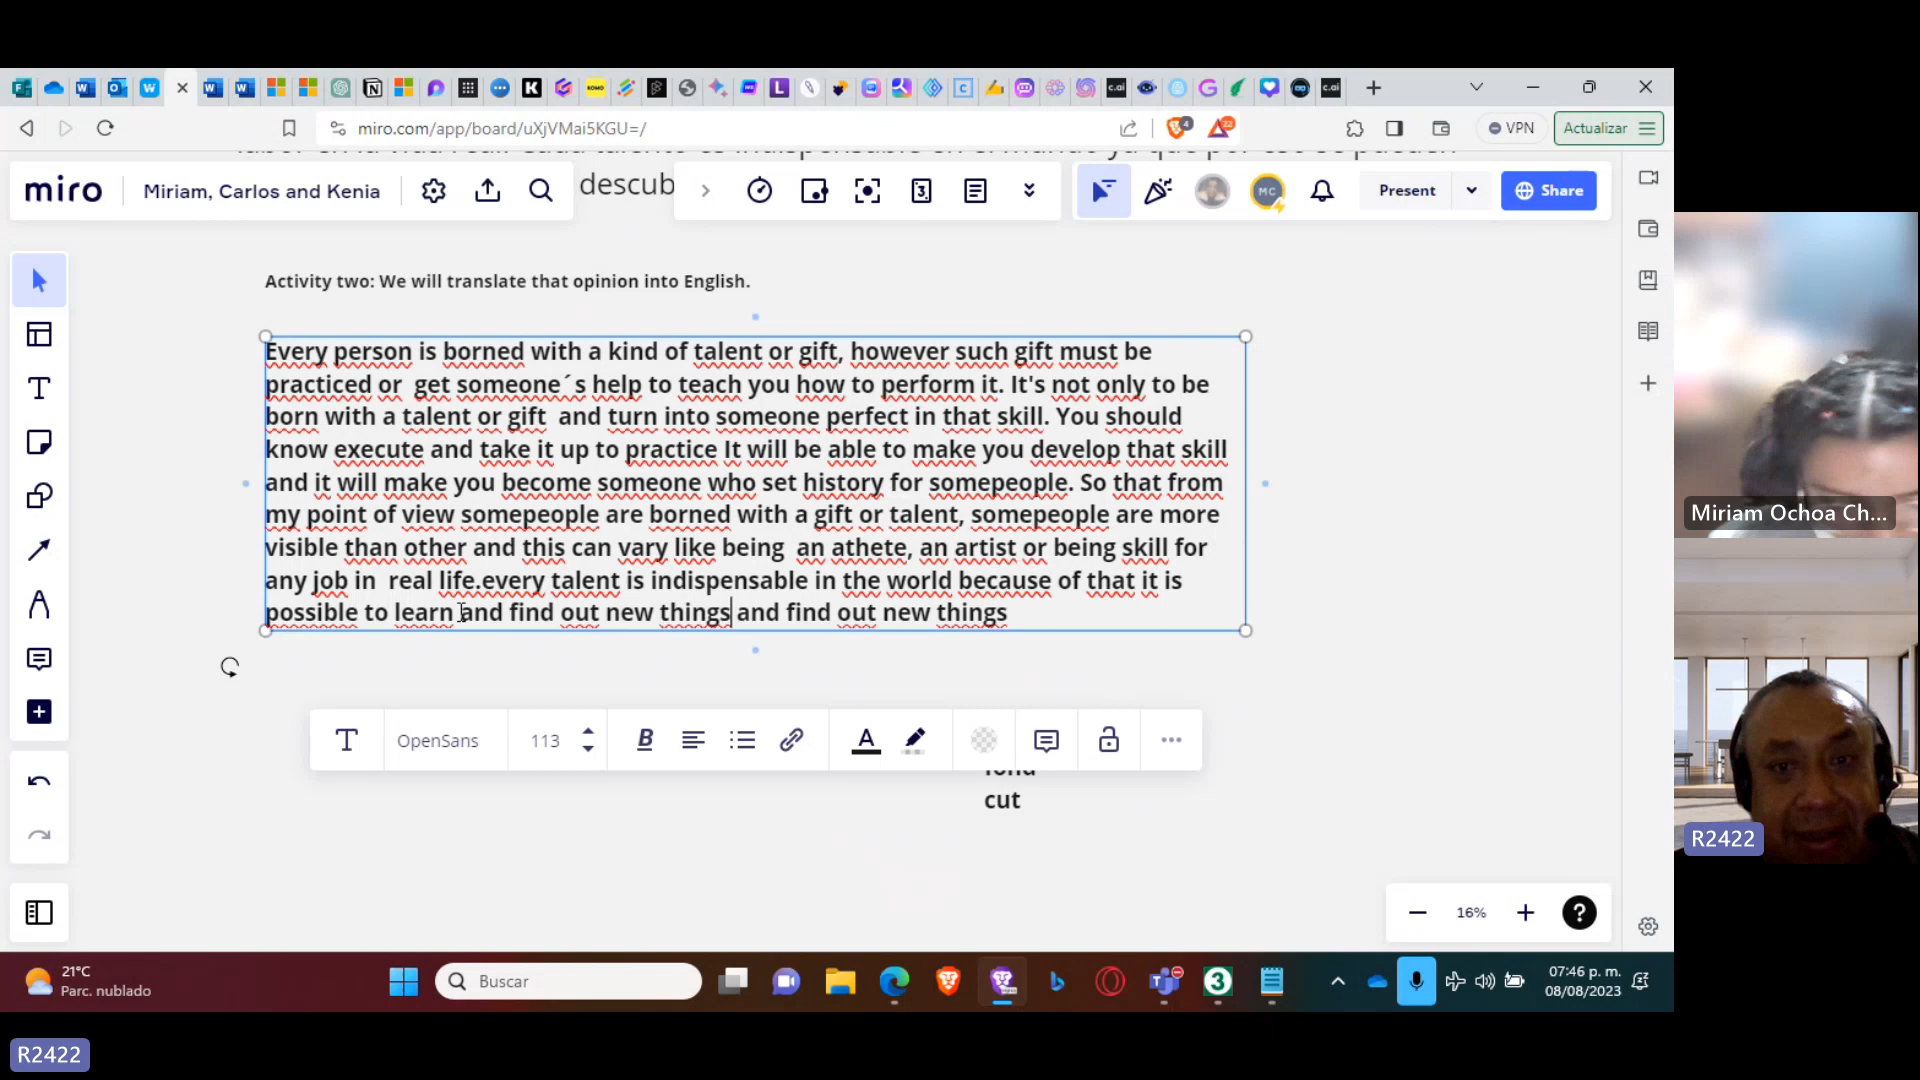 miro.com/app/board/uXjVMai5KGU=/
4
22
VPN
Actualizar
miro
Miriam, Carlos and Kenia
descub
3
MC
Present
Share
Activity two: We will translate that opinion into English.
Every person is borned with a kind of talent or gift, however such gift must be
practiced or get someone´s help to teach you how to perform it. It's not only to be
born with a talent or gift and turn into someone perfect in that skill. You should
know execute and take it up to practice It will be able to make you develop that skill
and it will make you become someone who set history for somepeople. So that from
my point of view somepeople are borned with a gift or talent, somepeople are more
visible than other and this can vary like being an athete, an artist or being skill for
any job in real life.every talent is indispensable in the world because of that it is
possible to learn and find out new things and find out new things
T
OpenSans
113
B
A
cut
16%
Miriam Ochoa Ch...
R2422
21°C
Parc. nublado
Buscar
07:46 p. m.
08/08/2023
R2422